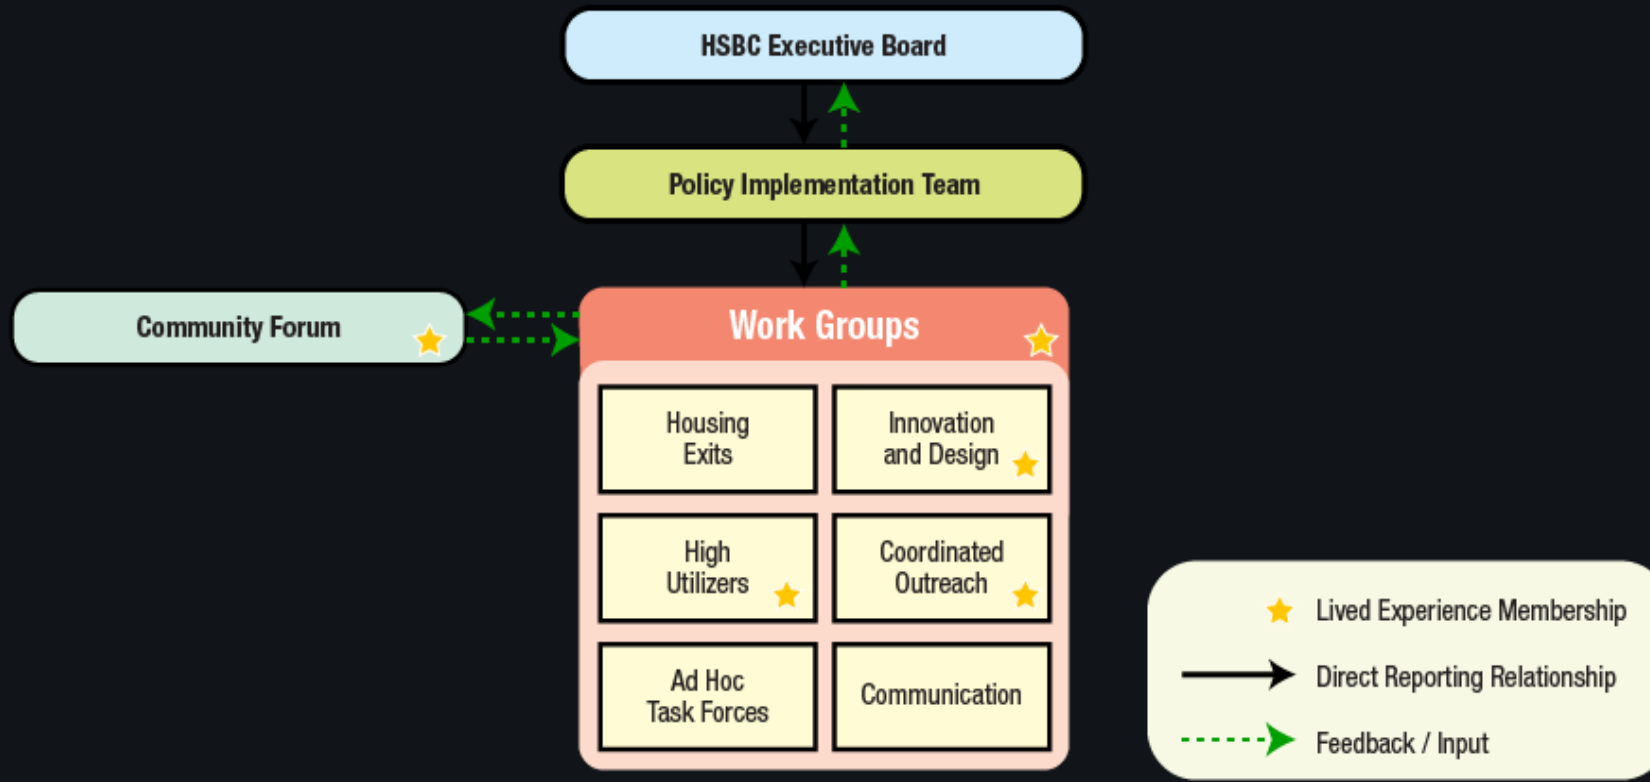 HSBC Executive Board
Policy Implementation Team
Community Forum
Work Groups
Housing
Exits
Innovation
and Design
High
Utilizers
Coordinated
Outreach
Ad Hoc
Task Forces
Communication
Lived Experience Membership
Direct Reporting Relationship
Feedback / Input